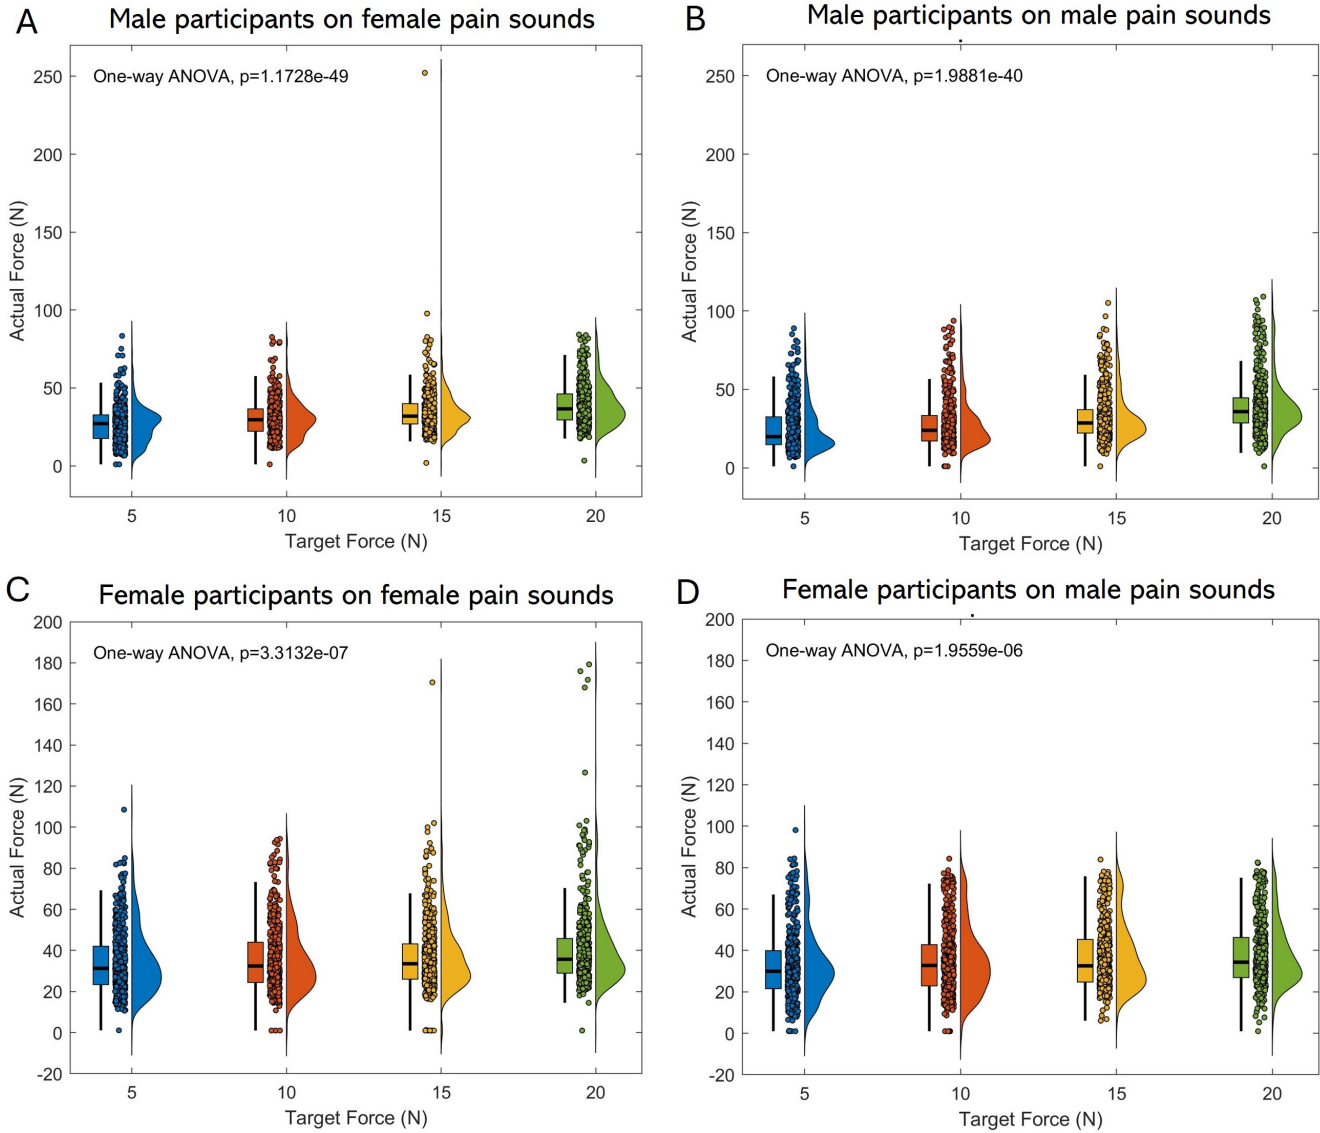 A
Male participants on female pain sounds
One-way ANOVA, p=1.1728e-49
250
200
150
100
50
0
Actual Force (N)
5 10 15 20
Target Force (N)
B
Male participants on male pain sounds
One-way ANOVA, p=1.9881e-40
250
200
150
100
50
0
Actual Force (N)
5 10 15 20
Target Force (N)
C
Female participants on female pain sounds
One-way ANOVA, p=3.3132e-07
200
180
160
140
120
100
80
60
40
20
0
-20
Actual Force (N)
5 10 15 20
Target Force (N)
D
Female participants on male pain sounds
One-way ANOVA, p=1.9559e-06
200
180
160
140
120
100
80
60
40
20
0
-20
Actual Force (N)
5 10 15 20
Target Force (N)